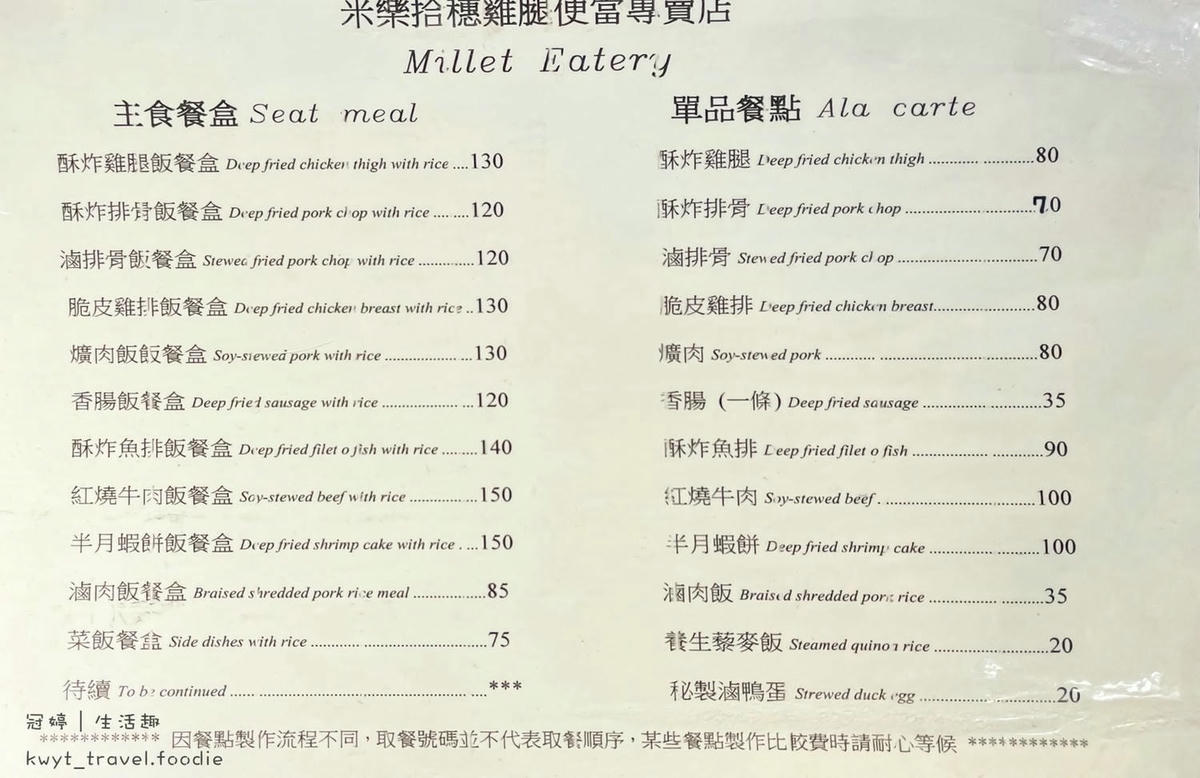 米樂拾穗雞腿便當專賣店
Millet Eatery
主食餐盒 Seat meal
酥炸雞腿飯餐盒 Deep fried chicken thigh with rice ....130
酥炸排骨飯餐盒 Deep fried pork chop with rice ........120
滷排骨飯餐盒 Stewed fried pork chop with rice ............120
脆皮雞排飯餐盒 Deep fried chicken breast with rice ..130
爌肉飯飯餐盒 Soy-stewed pork with rice ...................130
香腸飯餐盒 Deep fried sausage with rice ....................120
酥炸魚排飯餐盒 Deep fried filet o fish with rice ........140
紅燒牛肉飯餐盒 Soy-stewed beef with rice ...............150
半月蝦餅飯餐盒 Deep fried shrimp cake with rice ....150
滷肉飯餐盒 Braised shredded pork rice meal ...............85
菜飯餐盒 Side dishes with rice ....................................75
待續 To be continued ......................................................***
單品餐點 Ala carte
酥炸雞腿 Deep fried chicken thigh ......................80
酥炸排骨 Deep fried pork chop ...........................70
滷排骨 Stewed fried pork chop .............................70
脆皮雞排 Deep fried chicken breast.....................80
爌肉 Soy-stewed pork ...........................................80
香腸 (一條) Deep fried sausage .........................35
酥炸魚排 Deep fried filet o fish ...........................90
紅燒牛肉 Soy-stewed beef . ................................100
半月蝦餅 Deep fried shrimp cake ......................100
滷肉飯 Braised shredded pork rice .......................35
養生藜麥飯 Steamed quinoa rice .........................20
秘製滷鴨蛋 Strewed duck egg .............................20
************ 因餐點製作流程不同，取餐號碼並不代表取餐順序，某些餐點製作比較費時請耐心等候 ************
冠婷｜生活趣
kwyt_travel.foodie